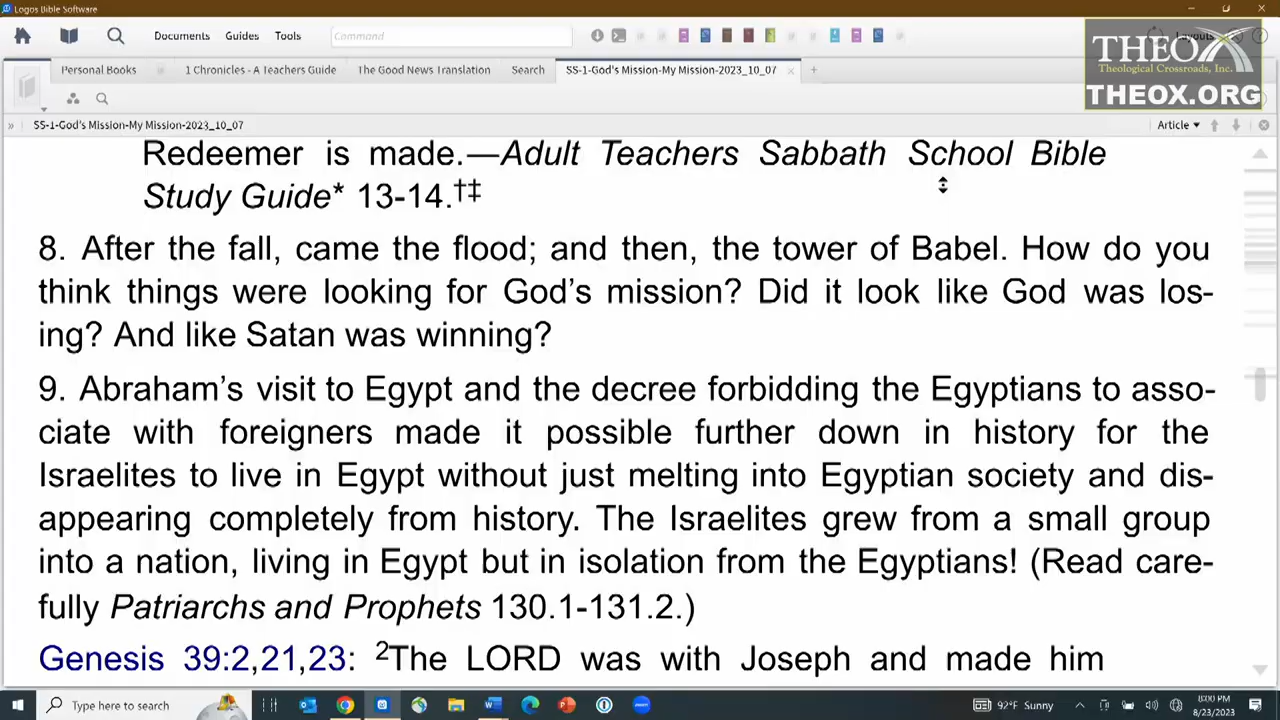 Logos Bible Software
Documents Guides Tools Command Layouts
THEOX
Theological Crossroads, Inc.
THEOX.ORG
Personal Books 1 Chronicles - A Teachers Guide The Good News Search SS-1-God's Mission-My Mission-2023_10_07
SS-1-God's Mission-My Mission-2023_10_07 Article
Redeemer is made.—Adult Teachers Sabbath School Bible
Study Guide* 13-14.†‡
8. After the fall, came the flood; and then, the tower of Babel. How do you
think things were looking for God's mission? Did it look like God was los-
ing? And like Satan was winning?
9. Abraham's visit to Egypt and the decree forbidding the Egyptians to asso-
ciate with foreigners made it possible further down in history for the
Israelites to live in Egypt without just melting into Egyptian society and dis-
appearing completely from history. The Israelites grew from a small group
into a nation, living in Egypt but in isolation from the Egyptians! (Read care-
fully Patriarchs and Prophets 130.1-131.2.)
Genesis 39:2,21,23: 2The LORD was with Joseph and made him
Type here to search 92°F Sunny 8:00 PM
8/23/2023